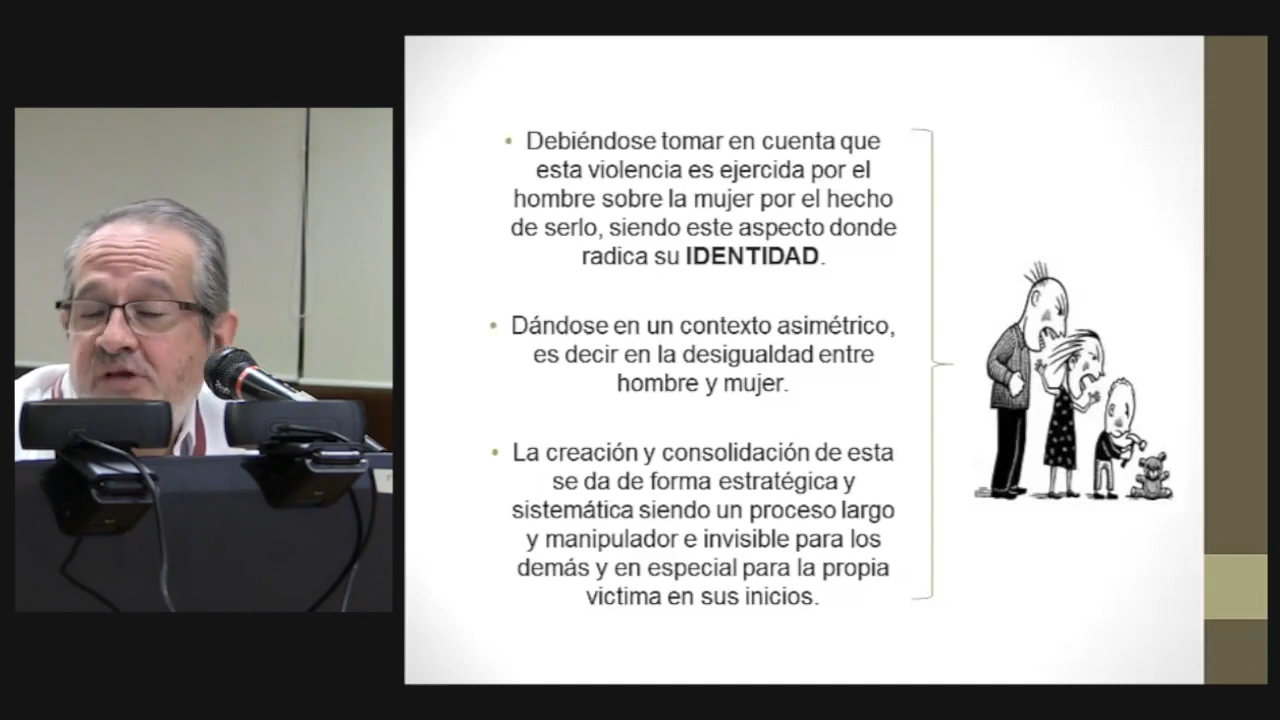 • Debiéndose tomar en cuenta que
esta violencia es ejercida por el
hombre sobre la mujer por el hecho
de serlo, siendo este aspecto donde
radica su IDENTIDAD.
• Dándose en un contexto asimétrico,
es decir en la desigualdad entre
hombre y mujer.
• La creación y consolidación de esta
se da de forma estratégica y
sistemática siendo un proceso largo
y manipulador e invisible para los
demás y en especial para la propia
victima en sus inicios.